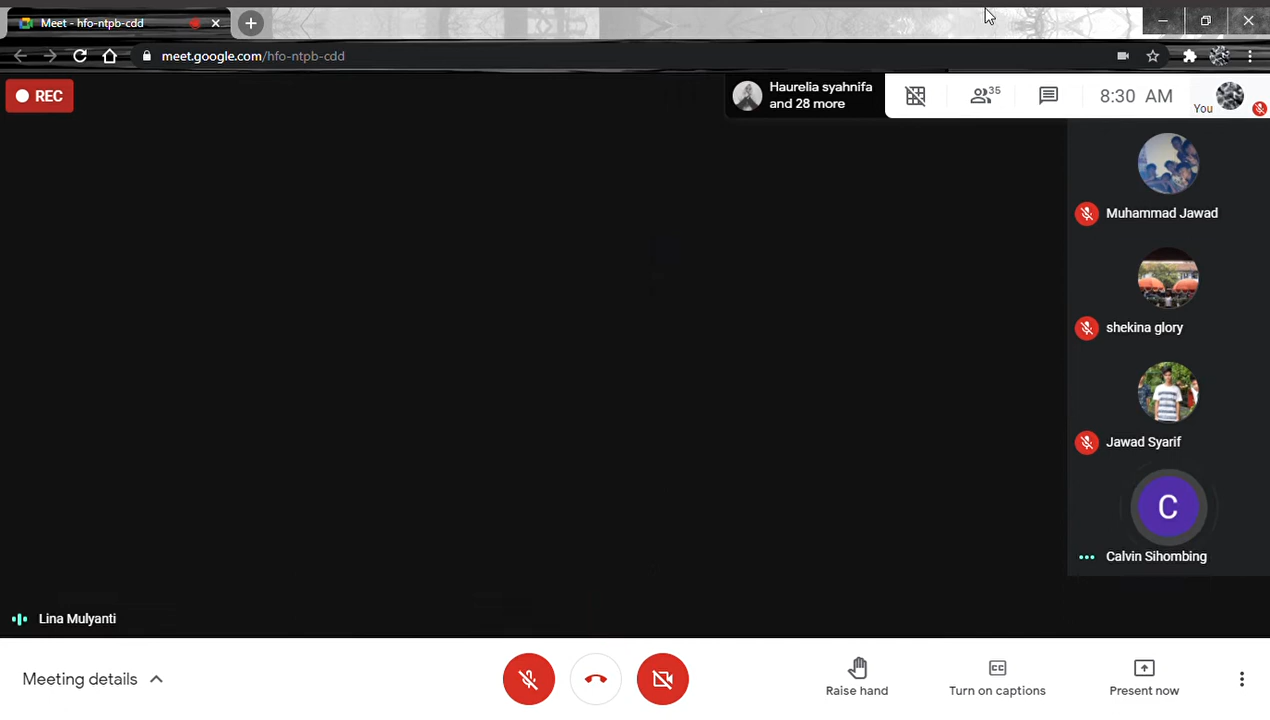 Meet - hfo-ntpb-cdd
meet.google.com/hfo-ntpb-cdd
REC
Haurelia syahnifa
and 28 more
35
8:30 AM
You
Muhammad Jawad
shekina glory
Jawad Syarif
C
Calvin Sihombing
Lina Mulyanti
Meeting details
Raise hand
CC
Turn on captions
Present now